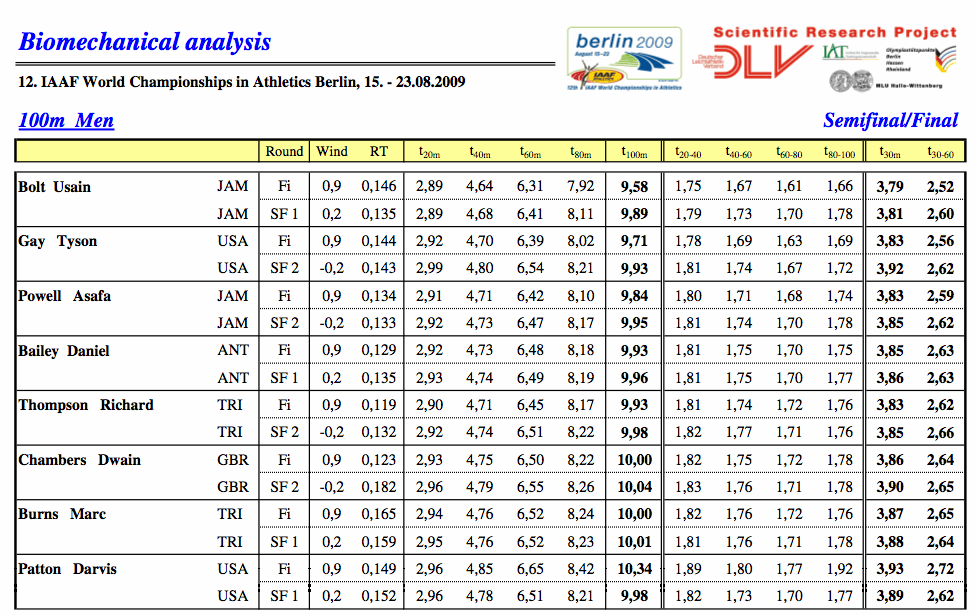 Biomechanical analysis
12. IAAF World Championships in Athletics Berlin, 15. - 23.08.2009
berlin 2009
August 15-23
IAAF
12th IAAF World Championships in Athletics
Scientific Research Project
Deutscher Leichtathletik Verband
DLV
IAT
Olympiastützpunkte
Berlin
Hessen
Rheinland
MLU Halle-Wittenberg
100m Men Semifinal/Final
Round Wind RT t20m t40m t60m t80m t100m t20-40 t40-60 t60-80 t80-100 t30m t30-60
Bolt Usain JAM Fi 0,9 0,146 2,89 4,64 6,31 7,92 9,58 1,75 1,67 1,61 1,66 3,79 2,52
JAM SF 1 0,2 0,135 2,89 4,68 6,41 8,11 9,89 1,79 1,73 1,70 1,78 3,81 2,60
Gay Tyson USA Fi 0,9 0,144 2,92 4,70 6,39 8,02 9,71 1,78 1,69 1,63 1,69 3,83 2,56
USA SF 2 -0,2 0,143 2,99 4,80 6,54 8,21 9,93 1,81 1,74 1,67 1,72 3,92 2,62
Powell Asafa JAM Fi 0,9 0,134 2,91 4,71 6,42 8,10 9,84 1,80 1,71 1,68 1,74 3,83 2,59
JAM SF 2 -0,2 0,133 2,92 4,73 6,47 8,17 9,95 1,81 1,74 1,70 1,78 3,85 2,62
Bailey Daniel ANT Fi 0,9 0,129 2,92 4,73 6,48 8,18 9,93 1,81 1,75 1,70 1,75 3,85 2,63
ANT SF 1 0,2 0,135 2,93 4,74 6,49 8,19 9,96 1,81 1,75 1,70 1,77 3,86 2,63
Thompson Richard TRI Fi 0,9 0,119 2,90 4,71 6,45 8,17 9,93 1,81 1,74 1,72 1,76 3,83 2,62
TRI SF 2 -0,2 0,132 2,92 4,74 6,51 8,22 9,98 1,82 1,77 1,71 1,76 3,85 2,66
Chambers Dwain GBR Fi 0,9 0,123 2,93 4,75 6,50 8,22 10,00 1,82 1,75 1,72 1,78 3,86 2,64
GBR SF 2 -0,2 0,182 2,96 4,79 6,55 8,26 10,04 1,83 1,76 1,71 1,78 3,90 2,65
Burns Marc TRI Fi 0,9 0,165 2,94 4,76 6,52 8,24 10,00 1,82 1,76 1,72 1,76 3,87 2,65
TRI SF 1 0,2 0,159 2,95 4,76 6,52 8,23 10,01 1,81 1,76 1,71 1,78 3,88 2,64
Patton Darvis USA Fi 0,9 0,149 2,96 4,85 6,65 8,42 10,34 1,89 1,80 1,77 1,92 3,93 2,72
USA SF 1 0,2 0,152 2,96 4,78 6,51 8,21 9,98 1,82 1,73 1,70 1,77 3,89 2,62